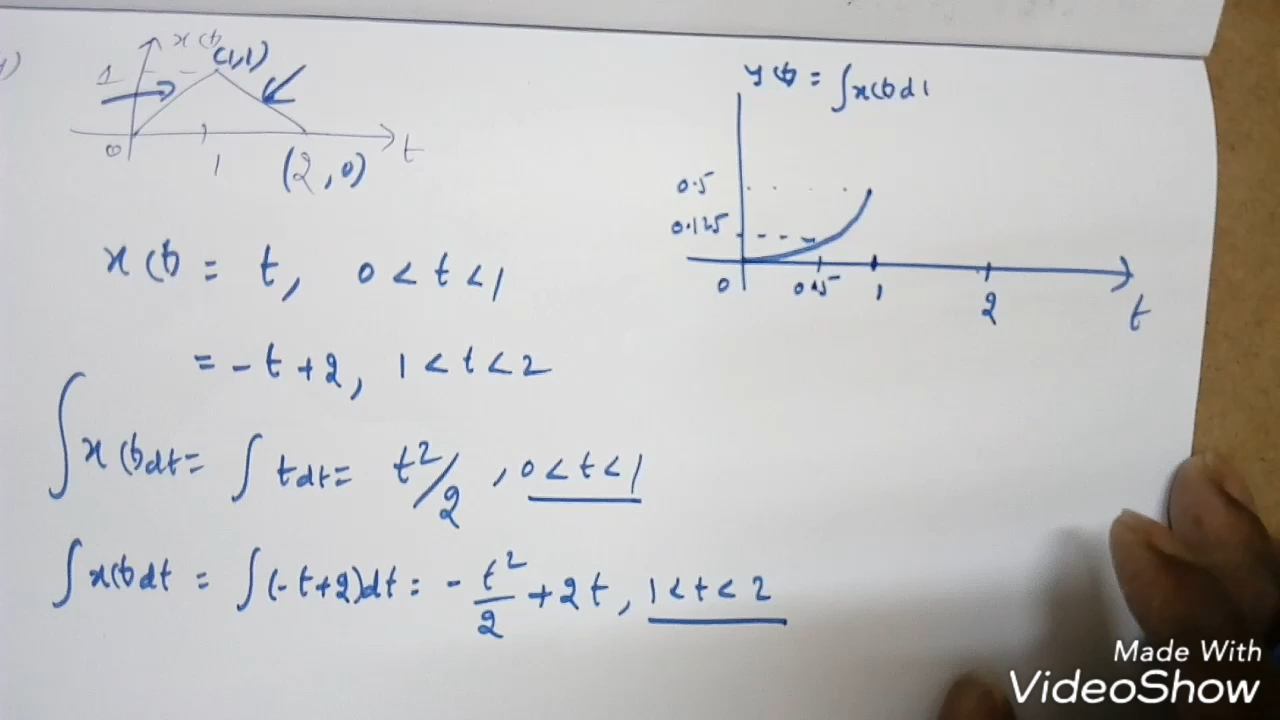 x(t)
(1,1)
1
0
1
(2,0)
t
x(t) = t, 0 < t < 1
= -t+2, 1 < t < 2
∫x(t)dt = ∫ t dt = t²/2, 0 < t < 1
∫x(t)dt = ∫(-t+2)dt = -t²/2 + 2t, 1 < t < 2
y(t) = ∫x(t)dt
0.5
0.125
0
0.5
1
2
t
Made With
VideoShow